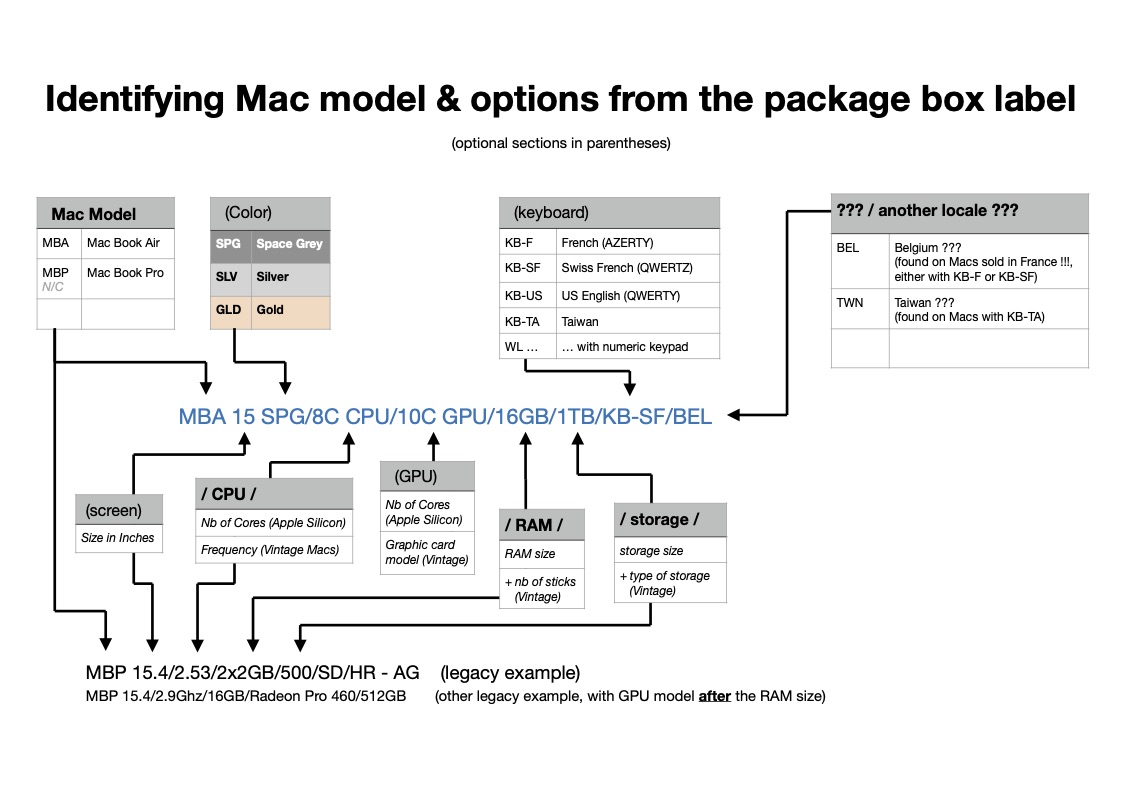 Identifying Mac model & options from the package box label
(optional sections in parentheses)
Mac Model
MBA Mac Book Air
MBP Mac Book Pro
N/C
(Color)
SPG Space Grey
SLV Silver
GLD Gold
(keyboard)
KB-F French (AZERTY)
KB-SF Swiss French (QWERTZ)
KB-US US English (QWERTY)
KB-TA Taiwan
WL ... ... with numeric keypad
??? / another locale ???
BEL Belgium ???
(found on Macs sold in France !!!,
either with KB-F or KB-SF)
TWN Taiwan ???
(found on Macs with KB-TA)
MBA 15 SPG/8C CPU/10C GPU/16GB/1TB/KB-SF/BEL
(screen)
Size in Inches
/ CPU /
Nb of Cores (Apple Silicon)
Frequency (Vintage Macs)
(GPU)
Nb of Cores
(Apple Silicon)
Graphic card
model (Vintage)
/ RAM /
RAM size
+ nb of sticks
(Vintage)
/ storage /
storage size
+ type of storage
(Vintage)
MBP 15.4/2.53/2x2GB/500/SD/HR - AG (legacy example)
MBP 15.4/2.9Ghz/16GB/Radeon Pro 460/512GB (other legacy example, with GPU model after the RAM size)